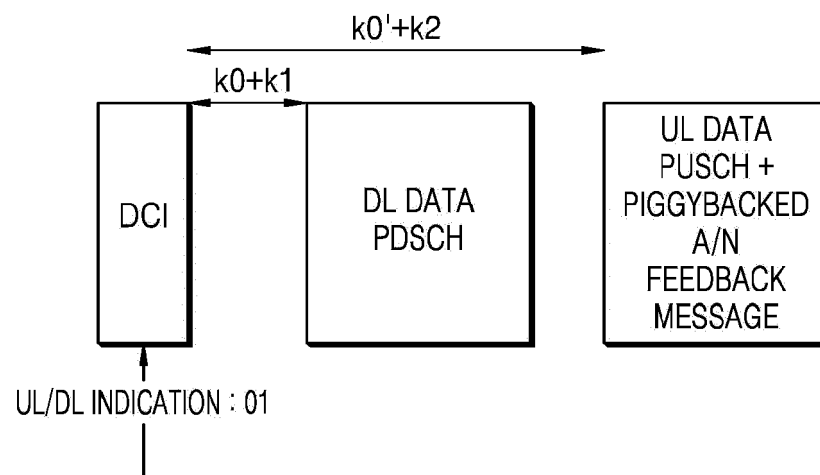 k0'+k2
k0+k1
DCI
DL DATA
PDSCH
UL DATA
PUSCH +
PIGGYBACKED
A/N
FEEDBACK
MESSAGE
UL/DL INDICATION : 01